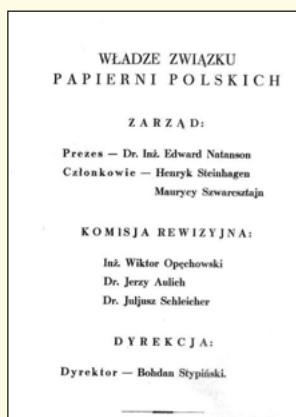 WŁADZE ZWIĄZKU
PAPIERNI POLSKICH
ZARZĄD:
Prezes — Dr. Inż. Edward Natanson
Członkowie — Henryk Steinhagen
Maurycy Szwarcsztajn
KOMISJA REWIZYJNA:
Inż. Wiktor Opęchowski
Dr. Jerzy Aulich
Dr. Juljusz Schleicher
DYREKCJA:
Dyrektor — Bohdan Stypiński.